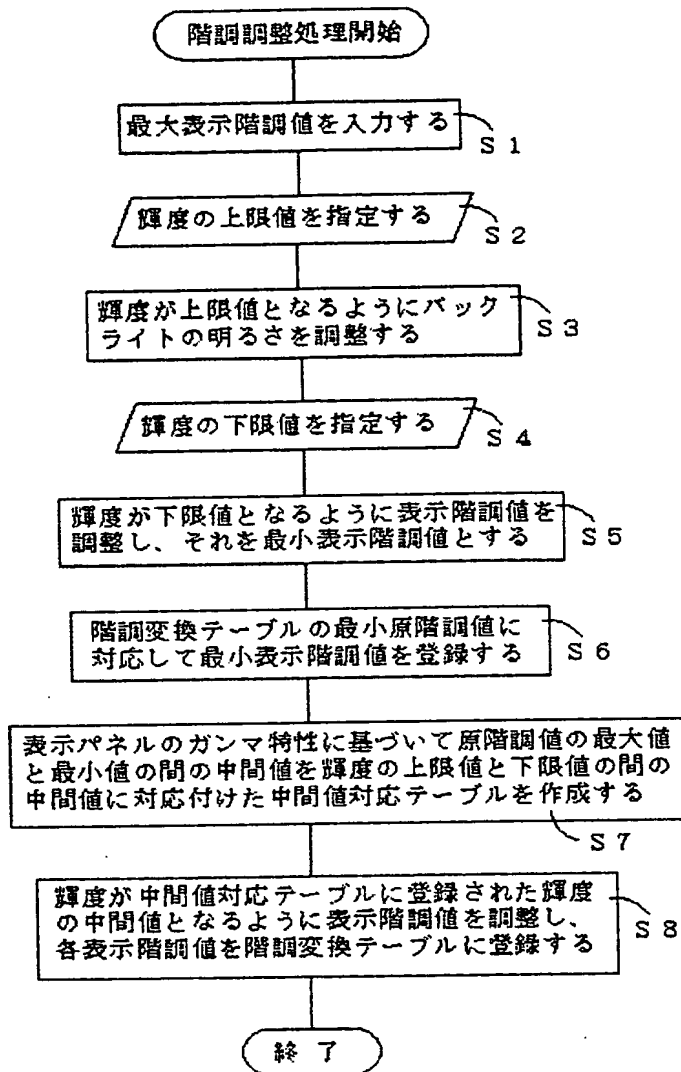 階調調整処理開始
最大表示階調値を入力する
S1
輝度の上限値を指定する
S2
輝度が上限値となるようにバック
ライトの明るさを調整する
S3
輝度の下限値を指定する
S4
輝度が下限値となるように表示階調値を
調整し、それを最小表示階調値とする
S5
階調変換テーブルの最小原階調値に
対応して最小表示階調値を登録する
S6
表示パネルのガンマ特性に基づいて原階調値の最大値
と最小値の間の中間値を輝度の上限値と下限値の間の
中間値に対応付けた中間値対応テーブルを作成する
S7
輝度が中間値対応テーブルに登録された輝度
の中間値となるように表示階調値を調整し、
各表示階調値を階調変換テーブルに登録する
S8
終了